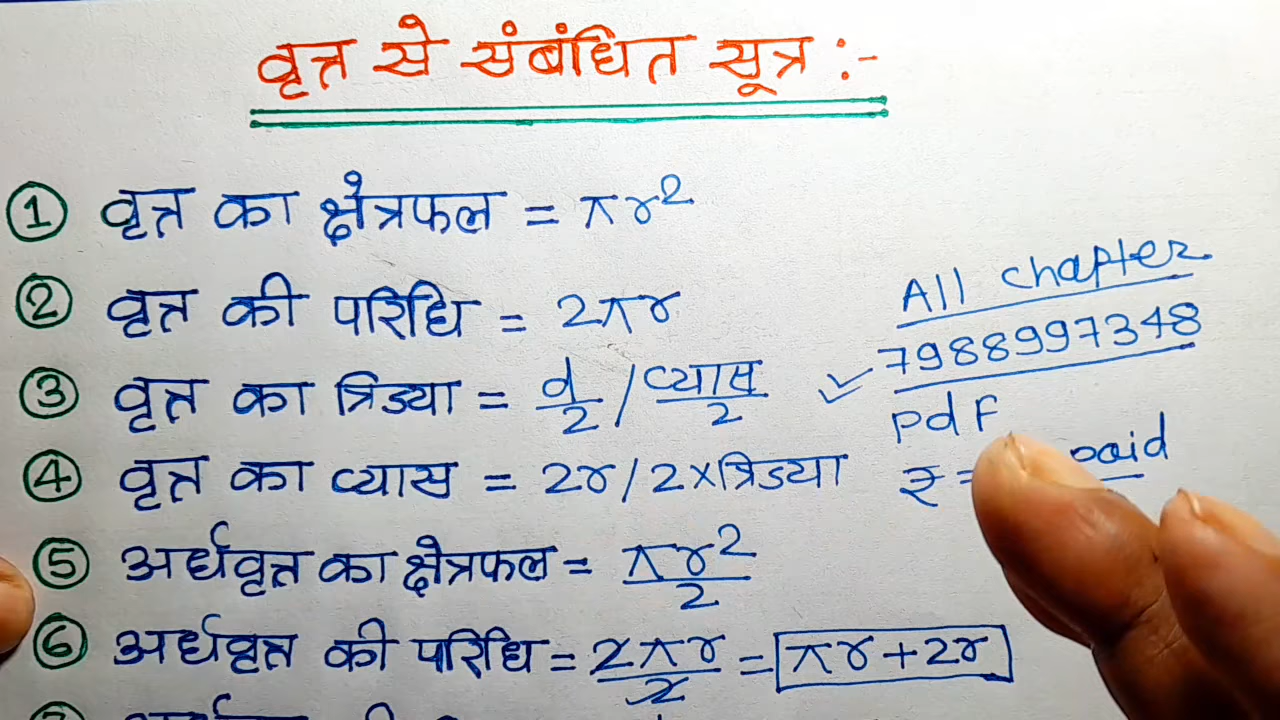 वृत्त से संबंधित सूत्र :-
① वृत्त का क्षेत्रफल = πr²
② वृत्त की परिधि = 2πr
③ वृत्त का त्रिज्या = d/2 / व्यास/2
④ वृत्त का व्यास = 2r / 2×त्रिज्या
⑤ अर्धवृत्त का क्षेत्रफल = πr²/2
⑥ अर्धवृत्त की परिधि = 2πr/2 = πr+2r
All chapter
7988997348
pdf
₹ = paid